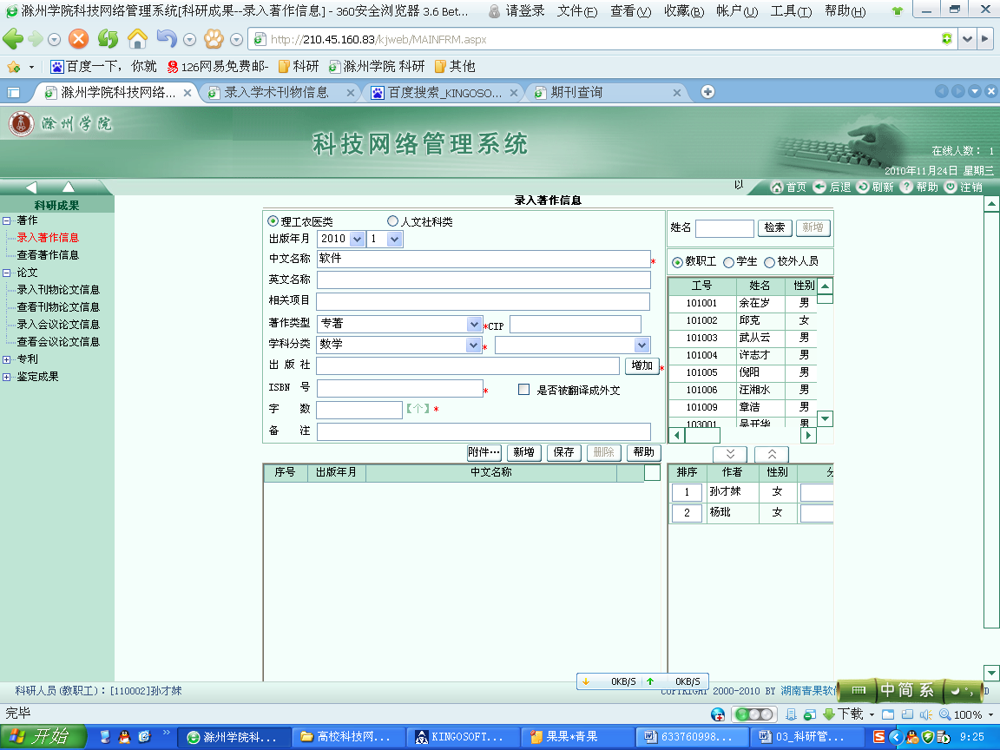 滁州学院科技网络管理系统[科研成果--录入著作信息] - 360安全浏览器 3.6 Bet... 请登录 文件(F) 查看(V) 收藏(B) 帐户(U) 工具(T) 帮助(H)
http://210.45.160.83/kjweb/MAINFRM.aspx
百度一下，你就 126网易免费邮- 科研 滁州学院 科研 其他
滁州学院科技网络... 录入学术刊物信息 百度搜索_KINGOSO... 期刊查询
滁州学院
科技网络管理系统
在线人数： 1
2010年11月24日 星期三
以 首页 后退 刷新 帮助 注销
科研成果
著作
录入著作信息
查看著作信息
论文
录入刊物论文信息
查看刊物论文信息
录入会议论文信息
查看会议论文信息
专利
鉴定成果
录入著作信息
理工农医类 人文社科类
出版年月 2010 1
中文名称 软件 *
英文名称
相关项目
著作类型 专著 *CIP
学科分类 数学 *
出 版 社 增加 *
ISBN 号 * 是否被翻译成外文
字 数 【个】*
备 注
附件… 新增 保存 删除 帮助
序号 出版年月 中文名称
姓名 检索 新增
教职工 学生 校外人员
工号 姓名 性别
101001 余在岁 男
101002 邱克 女
101003 武从云 男
101004 许志才 男
101005 倪阳 男
101006 汪湘水 男
101009 章浩 男
103001 吴开华 男
排序 作者 性别
1 孙才妹 女
2 杨玭 女
科研人员(教职工)：[110002]孙才妹
0KB/S 0KB/S
COPYRIGHT 2000-2010 BY 湖南青果软件
中简系
完毕
下载 100%
开始 滁州学院科... 高校科技网... KINGOSOFT... 果果*青果 633760998... 03_科研管... 9:25